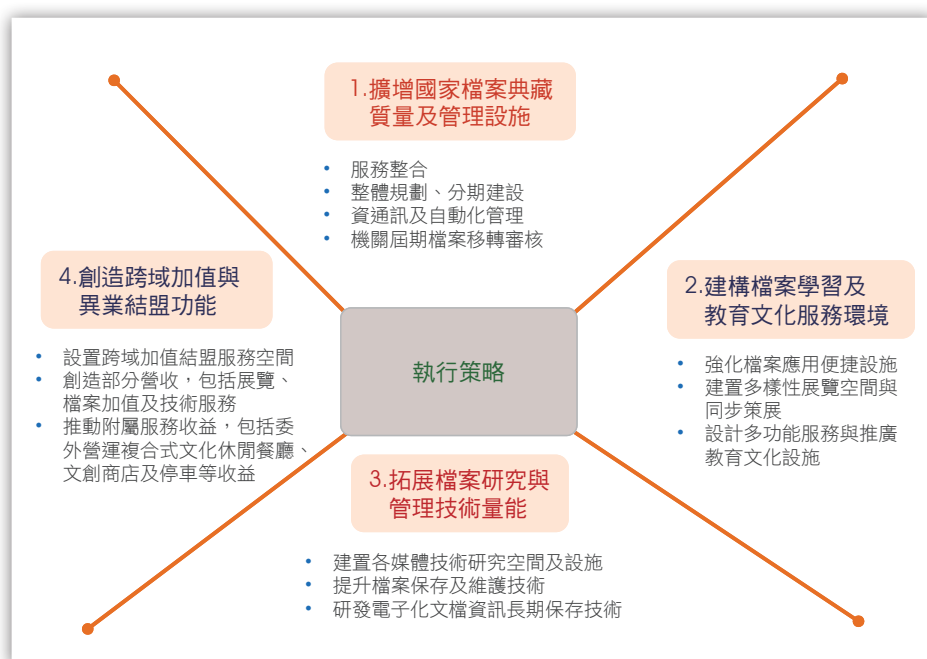 1.擴增國家檔案典藏
質量及管理設施
• 服務整合
• 整體規劃、分期建設
• 資通訊及自動化管理
• 機關屆期檔案移轉審核
2.建構檔案學習及
教育文化服務環境
• 強化檔案應用便捷設施
• 建置多樣性展覽空間與
同步策展
• 設計多功能服務與推廣
教育文化設施
執行策略
3.拓展檔案研究與
管理技術量能
• 建置各媒體技術研究空間及設施
• 提升檔案保存及維護技術
• 研發電子化文檔資訊長期保存技術
4.創造跨域加值與
異業結盟功能
• 設置跨域加值結盟服務空間
• 創造部分營收，包括展覽、
檔案加值及技術服務
• 推動附屬服務收益，包括委
外營運複合式文化休閒餐廳、
文創商店及停車等收益